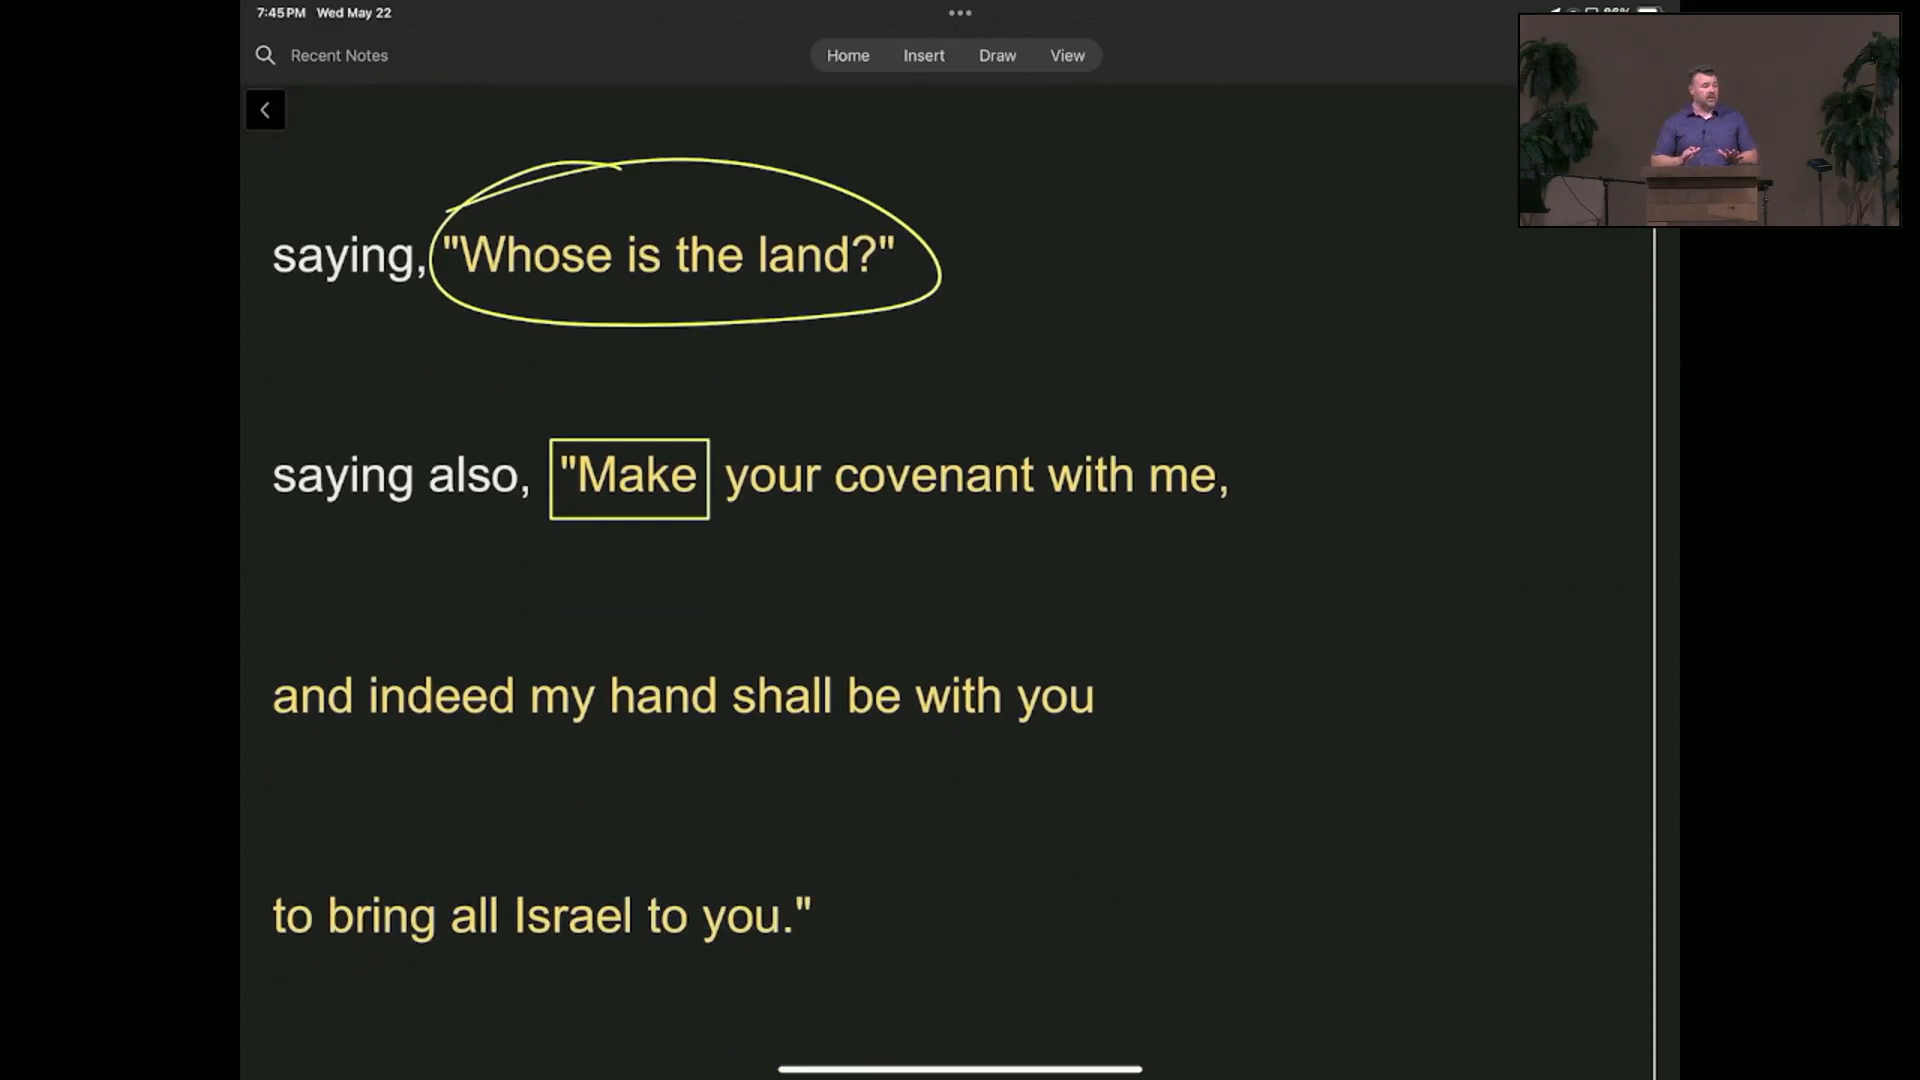 7:45 PM Wed May 22
Recent Notes
Home Insert Draw View
saying, "Whose is the land?"
saying also, "Make your covenant with me,
and indeed my hand shall be with you
to bring all Israel to you."